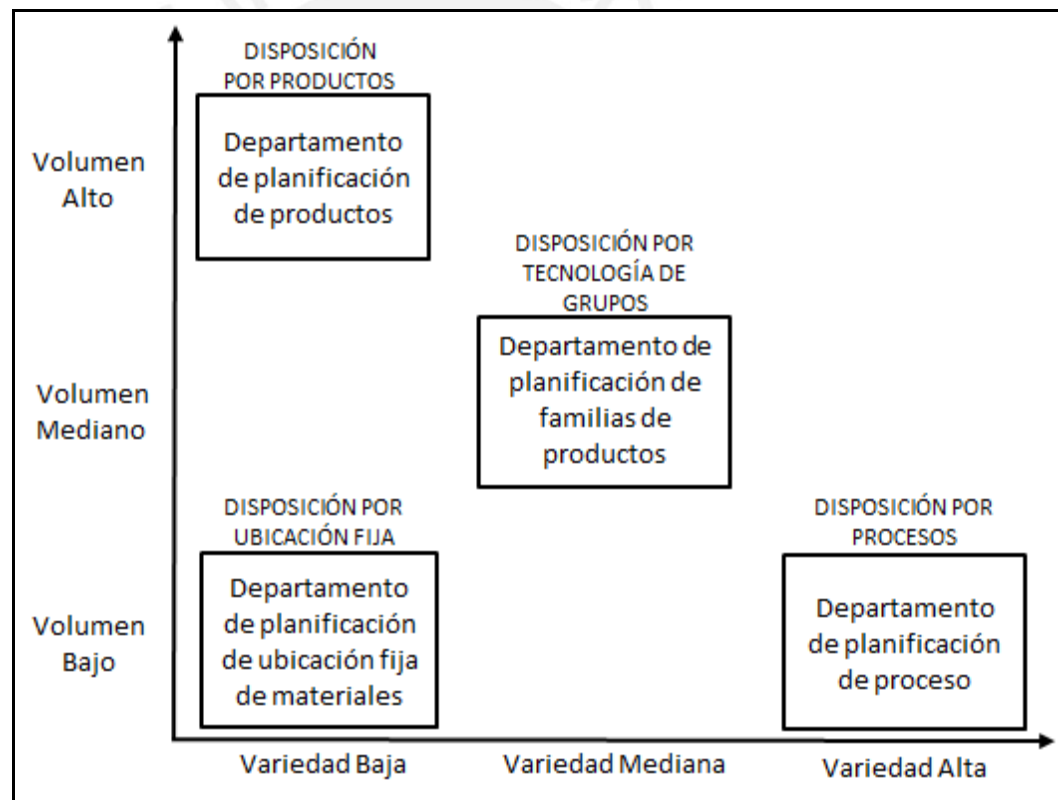 DISPOSICIÓN
POR PRODUCTOS
Departamento
de planificación
de productos
Volumen
Alto
DISPOSICIÓN POR
TECNOLOGÍA DE
GRUPOS
Departamento de
planificación de
familias de
productos
Volumen
Mediano
DISPOSICIÓN POR
UBICACIÓN FIJA
Departamento
de planificación
de ubicación fija
de materiales
DISPOSICIÓN POR
PROCESOS
Departamento
de planificación
de proceso
Volumen
Bajo
Variedad Baja
Variedad Mediana
Variedad Alta